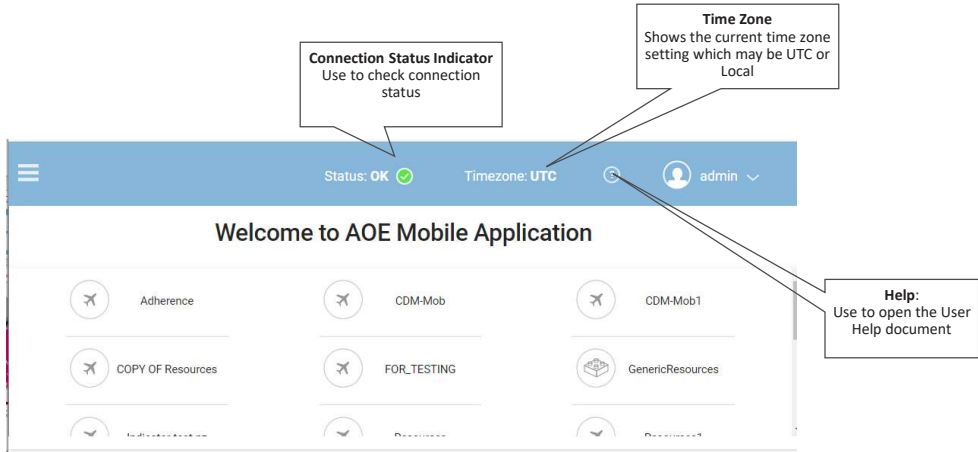 Time Zone
Shows the current time zone
setting which may be UTC or
Local
Connection Status Indicator
Use to check connection
status
Status: OK
Timezone: UTC
admin
Welcome to AOE Mobile Application
Adherence
CDM-Mob
CDM-Mob1
Help:
Use to open the User
Help document
COPY OF Resources
FOR_TESTING
GenericResources
Resources
Resources1